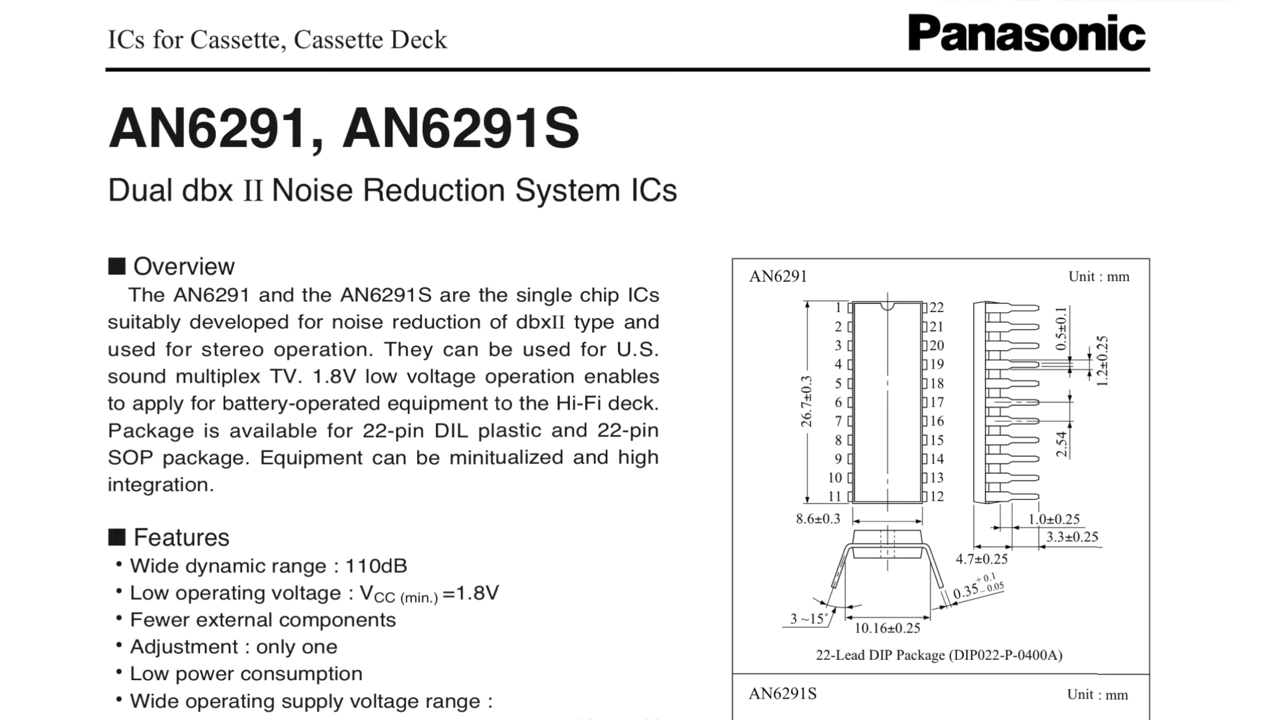 ICs for Cassette, Cassette Deck
Panasonic
AN6291, AN6291S
Dual dbx II Noise Reduction System ICs
■ Overview
The AN6291 and the AN6291S are the single chip ICs
suitably developed for noise reduction of dbxII type and
used for stereo operation. They can be used for U.S.
sound multiplex TV. 1.8V low voltage operation enables
to apply for battery-operated equipment to the Hi-Fi deck.
Package is available for 22-pin DIL plastic and 22-pin
SOP package. Equipment can be minitualized and high
integration.
■ Features
• Wide dynamic range : 110dB
• Low operating voltage : VCC (min.) =1.8V
• Fewer external components
• Adjustment : only one
• Low power consumption
• Wide operating supply voltage range :
AN6291
Unit : mm
1 22
2 21
3 20
4 19
5 18
6 17
7 16
8 15
9 14
10 13
11 12
26.7±0.3
0.5±0.1
1.2±0.25
2.54
8.6±0.3
1.0±0.25
3.3±0.25
4.7±0.25
0.35+0.1−0.05
3 ~15°
10.16±0.25
22-Lead DIP Package (DIP022-P-0400A)
AN6291S
Unit : mm